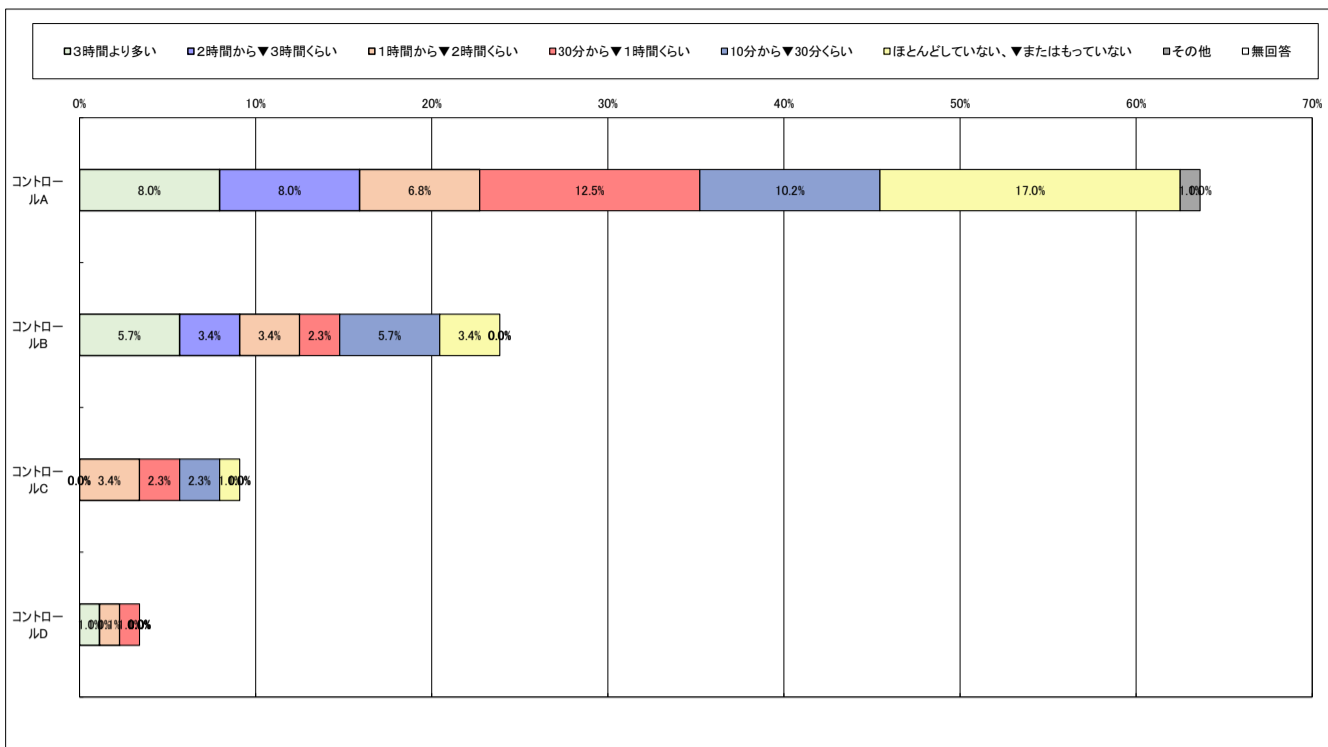 ３時間より多い ２時間から▼３時間くらい １時間から▼２時間くらい 30分から▼１時間くらい 10分から▼30分くらい ほとんどしていない、▼またはもっていない その他 無回答
0% 10% 20% 30% 40% 50% 60% 70%
コントロー
ルA
8.0% 8.0% 6.8% 12.5% 10.2% 17.0%
コントロー
ルB
5.7% 3.4% 3.4% 2.3% 5.7% 3.4% 0.0%
コントロー
ルC
0.0% 3.4% 2.3% 2.3% 0.0%
コントロー
ルD
0.0%